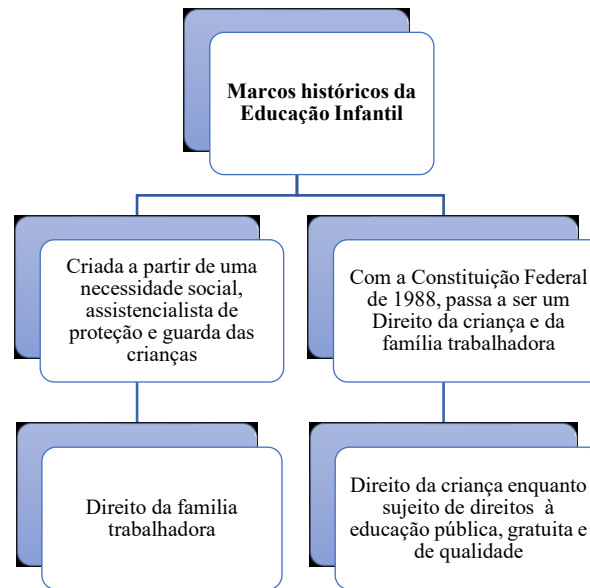 Marcos históricos da
Educação Infantil
Criada a partir de uma
necessidade social,
assistencialista de
proteção e guarda das
crianças
Com a Constituição Federal
de 1988, passa a ser um
Direito da criança e da
família trabalhadora
Direito da familia
trabalhadora
Direito da criança enquanto
sujeito de direitos à
educação pública, gratuita e
de qualidade